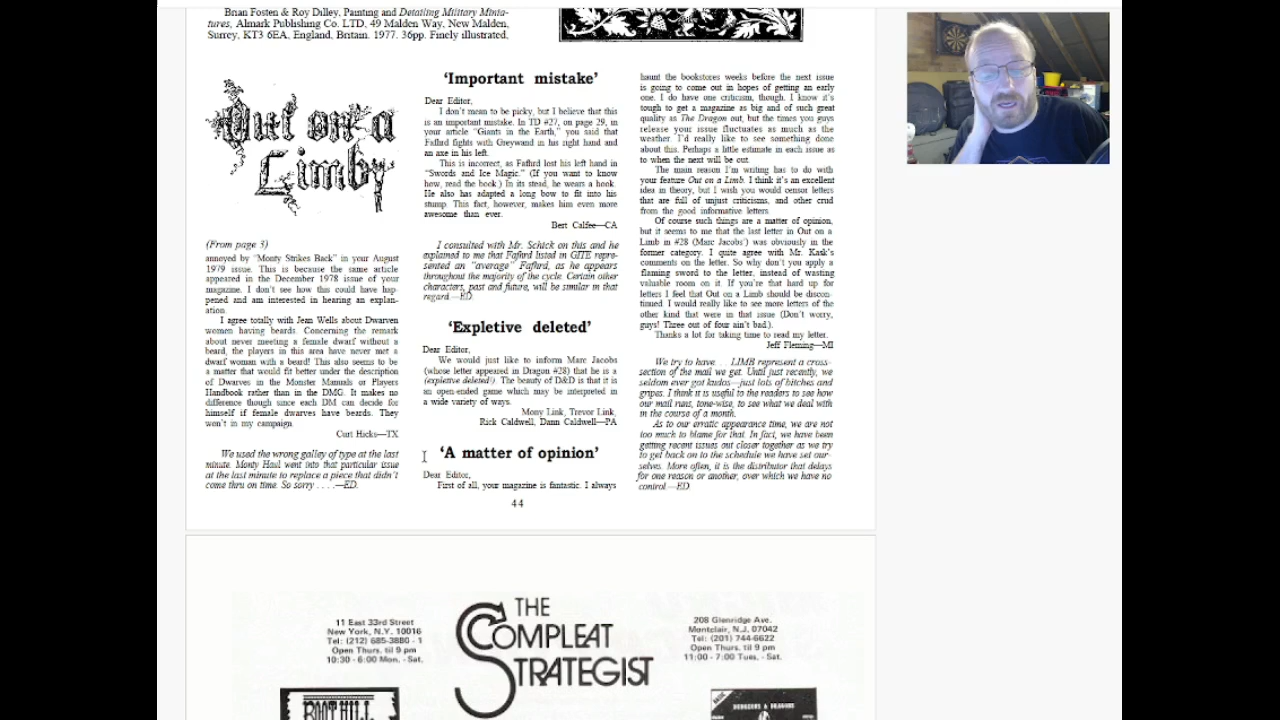 Brian Fosten & Roy Dilley, Painting and Detailing Military Minia-
tures, Almark Publishing Co. LTD, 49 Malden Way, New Malden,
Surrey, KT3 6EA, England, Britain. 1977. 36pp. Finely illustrated,
Out on a
Limb
(From page 3)
annoyed by “Monty Strikes Back” in your August
1979 issue. This is because the same article
appeared in the December 1978 issue of your
magazine. I don’t see how this could have hap-
pened and am interested in hearing an explan-
ation.
I agree totally with Jean Wells about Dwarven
women having beards. Concerning the remark
about never meeting a female dwarf without a
beard, the players in this area have never met a
dwarf woman with a beard! This also seems to be
a matter that would fit better under the description
of Dwarves in the Monster Manuals or Players
Handbook rather than in the DMG. It makes no
difference though since each DM can decide for
himself if female dwarves have beards. They
won’t in my campaign.
Curt Hicks—TX
We used the wrong galley of type at the last
minute. Monty Haul went into that particular issue
at the last minute to replace a piece that didn’t
come thru on time. So sorry . . . .—ED.
‘Important mistake’
Dear Editor,
I don’t mean to be picky, but I believe that this
is an important mistake. In TD #27, on page 29, in
your article “Giants in the Earth,” you said that
Fafhrd fights with Greywand in his right hand and
an axe in his left.
This is incorrect, as Fafhrd lost his left hand in
“Swords and Ice Magic.” (If you want to know
how, read the book.) In its stead, he wears a hook.
He also has adapted a long bow to fit into his
stump. This fact, however, makes him even more
awesome than ever.
Bert Calfee—CA
I consulted with Mr. Schick on this and he
explained to me that Fafhrd listed in GITE repre-
sented an “average” Fafhrd, as he appears
throughout the majority of the cycle. Certain other
characters, past and future, will be similar in that
regard.—ED.
‘Expletive deleted’
Dear Editor,
We would just like to inform Marc Jacobs
(whose letter appeared in Dragon #28) that he is a
(expletive deleted!). The beauty of D&D is that it is
an open-ended game which may be interpreted in
a wide variety of ways.
Mony Link, Trevor Link,
Rick Caldwell, Dann Caldwell—PA
‘A matter of opinion’
Dear Editor,
First of all, your magazine is fantastic. I always
haunt the bookstores weeks before the next issue
is going to come out in hopes of getting an early
one. I do have one criticism, though. I know it’s
tough to get a magazine as big and of such great
quality as The Dragon out, but the times you guys
release your issue fluctuates as much as the
weather. I’d really like to see something done
about this. Perhaps a little estimate in each issue as
to when the next will be out.
The main reason I’m writing has to do with
your feature Out on a Limb. I think it’s an excellent
idea in theory, but I wish you would censor letters
that are full of unjust criticisms, and other crud
from the good informative letters.
Of course such things are a matter of opinion,
but it seems to me that the last letter in Out on a
Limb in #28 (Marc Jacobs’) was obviously in the
former category. I quite agree with Mr. Kask’s
comments on the letter. So why don’t you apply a
flaming sword to the letter, instead of wasting
valuable room on it. If you’re that hard up for
letters I feel that Out on a Limb should be discon-
tinued. I would really like to see more letters of the
other kind that were in that issue (Don’t worry,
guys! Three out of four ain’t bad.).
Thanks a lot for taking time to read my letter.
Jeff Fleming—MI
We try to have . . . LIMB represent a cross-
section of the mail we get. Until just recently, we
seldom ever got kudos—just lots of bitches and
gripes. I think it is useful to the readers to see how
our mail runs, tone-wise, to see what we deal with
in the course of a month.
As to our erratic appearance time, we are not
too much to blame for that. In fact, we have been
getting recent issues out closer together as we try
to get back on to the schedule we have set our-
selves. More often, it is the distributor that delays
for one reason or another, over which we have no
control.—ED.
44
11 East 33rd Street
New York, N.Y. 10016
Tel: (212) 685-3880 - 1
Open Thurs. til 9 pm
10:30 - 6:00 Mon. - Sat.
THE
COMPLEAT
STRATEGIST
208 Glenridge Ave.
Montclair, N.J. 07042
Tel: (201) 744-6622
Open Thurs. til 9 pm
11:00 - 7:00 Tues. - Sat.
BOOT HILL
BASIC
DUNGEONS & DRAGONS